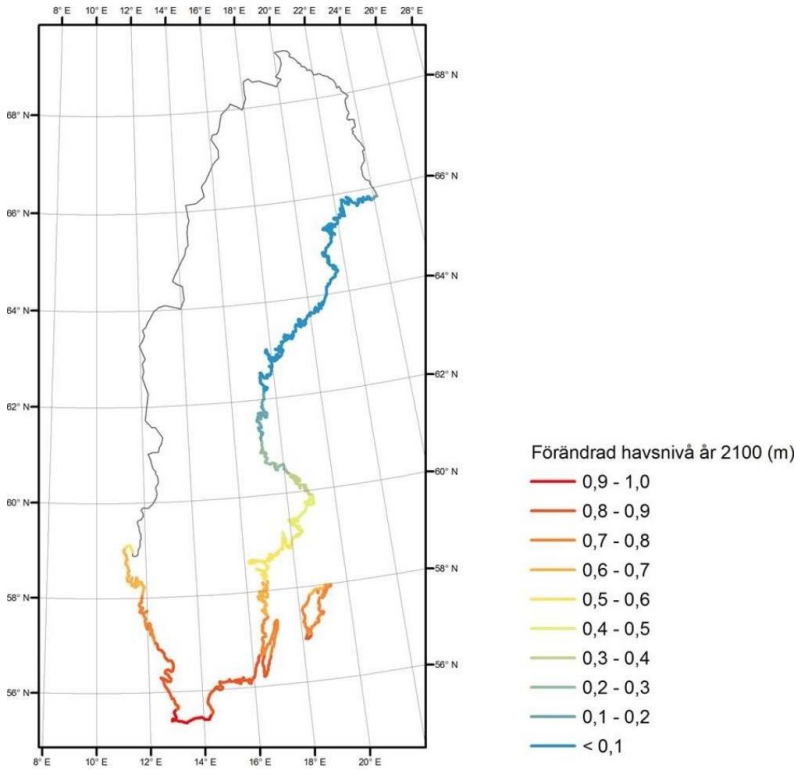 8° E 10° E 12° E 14° E 16° E 18° E 20° E 22° E 24° E 26° E 28° E
68° N
68° N
66° N
66° N
64° N
64° N
62° N
62° N
60° N
60° N
58° N
58° N
56° N
56° N
8° E 10° E 12° E 14° E 16° E 18° E 20° E
Förändrad havsnivå år 2100 (m)
0,9 - 1,0
0,8 - 0,9
0,7 - 0,8
0,6 - 0,7
0,5 - 0,6
0,4 - 0,5
0,3 - 0,4
0,2 - 0,3
0,1 - 0,2
< 0,1